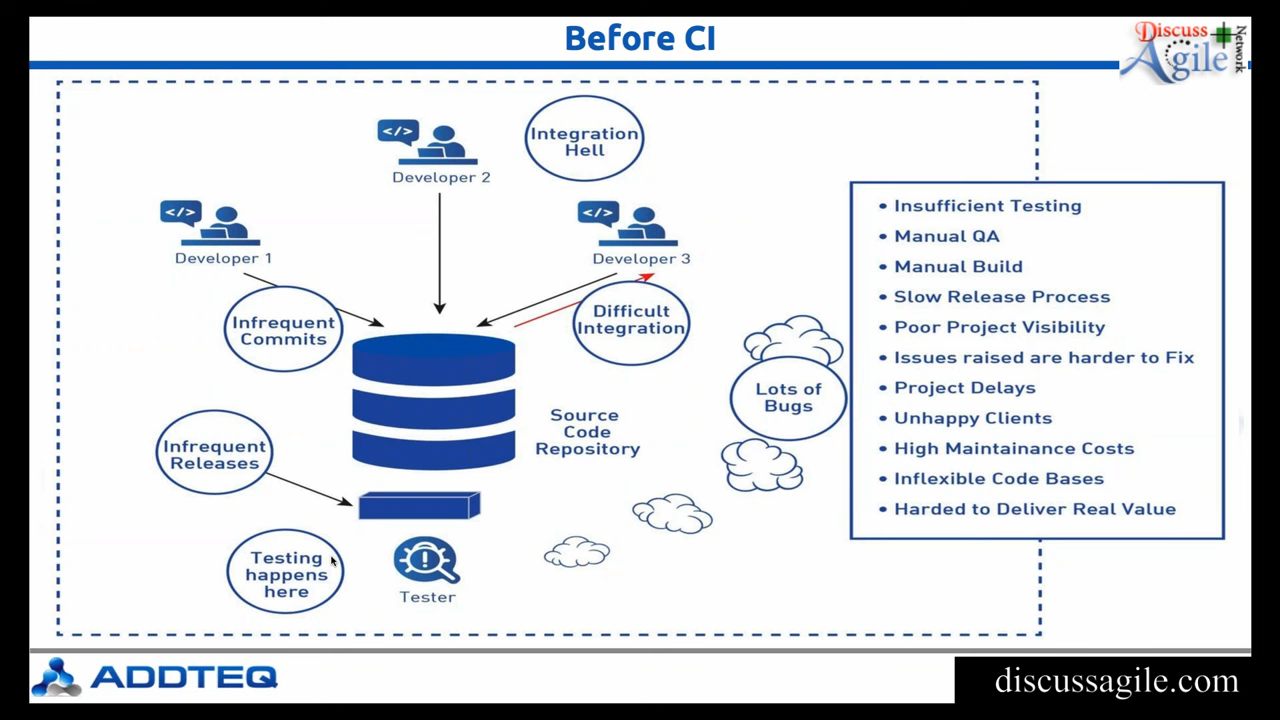 Before CI
Discuss
Agile
Network
</>
Developer 2
Integration
Hell
</>
Developer 1
</>
Developer 3
Infrequent
Commits
Difficult
Integration
Lots of
Bugs
Source
Code
Repository
Infrequent
Releases
Testing
happens
here
Tester
• Insufficient Testing
• Manual QA
• Manual Build
• Slow Release Process
• Poor Project Visibility
• Issues raised are harder to Fix
• Project Delays
• Unhappy Clients
• High Maintainance Costs
• Inflexible Code Bases
• Harded to Deliver Real Value
ADDTEQ
discussagile.com